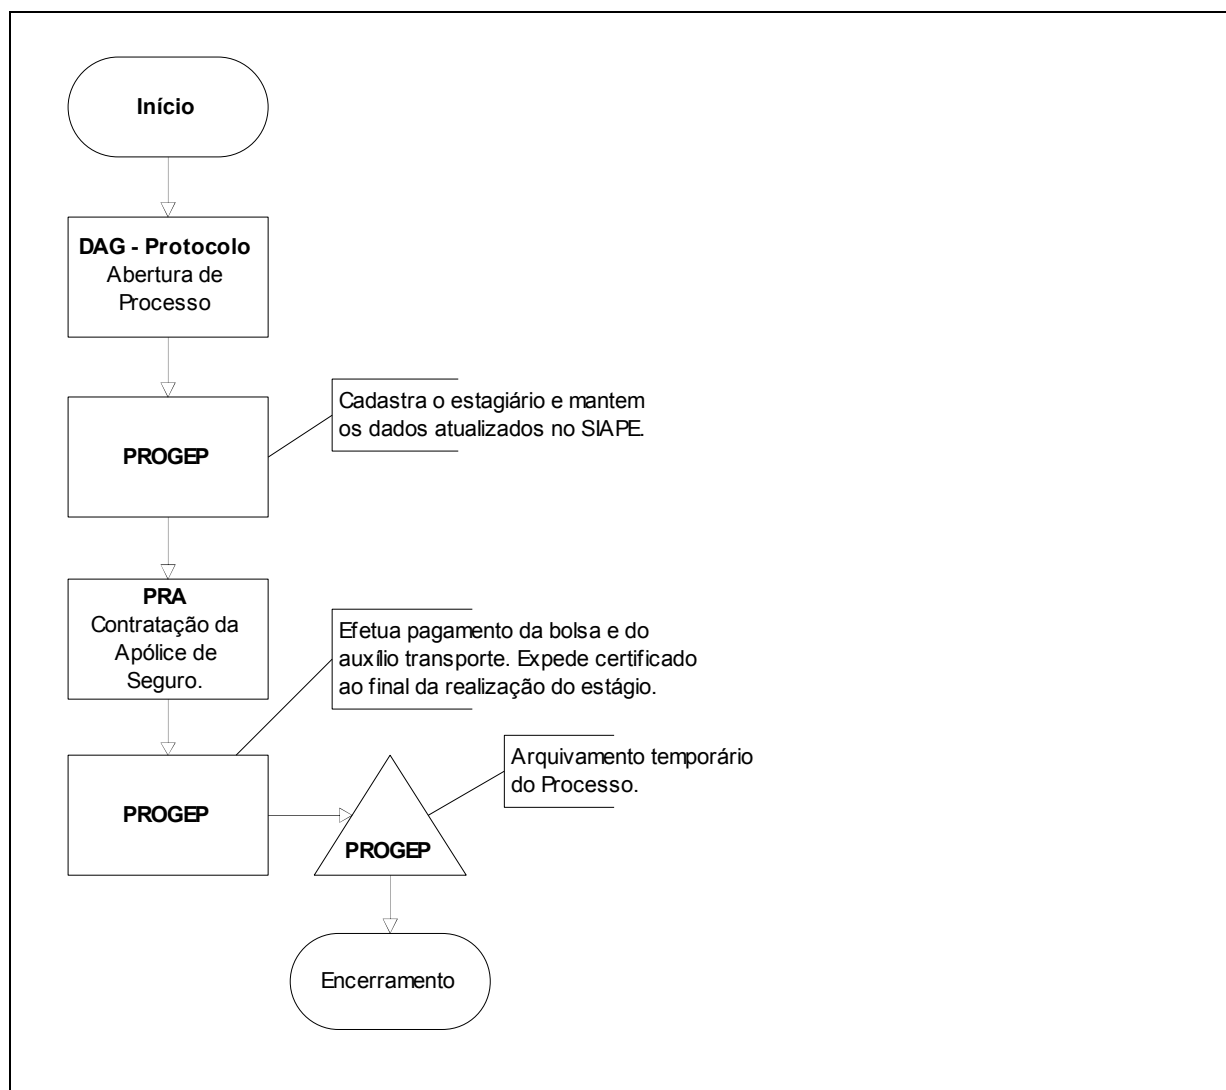 Início
DAG - Protocolo
Abertura de
Processo
Cadastra o estagiário e mantem
os dados atualizados no SIAPE.
PROGEP
PRA
Contratação da
Apólice de
Seguro.
Efetua pagamento da bolsa e do
auxílio transporte. Expede certificado
ao final da realização do estágio.
PROGEP
Arquivamento temporário
do Processo.
PROGEP
Encerramento